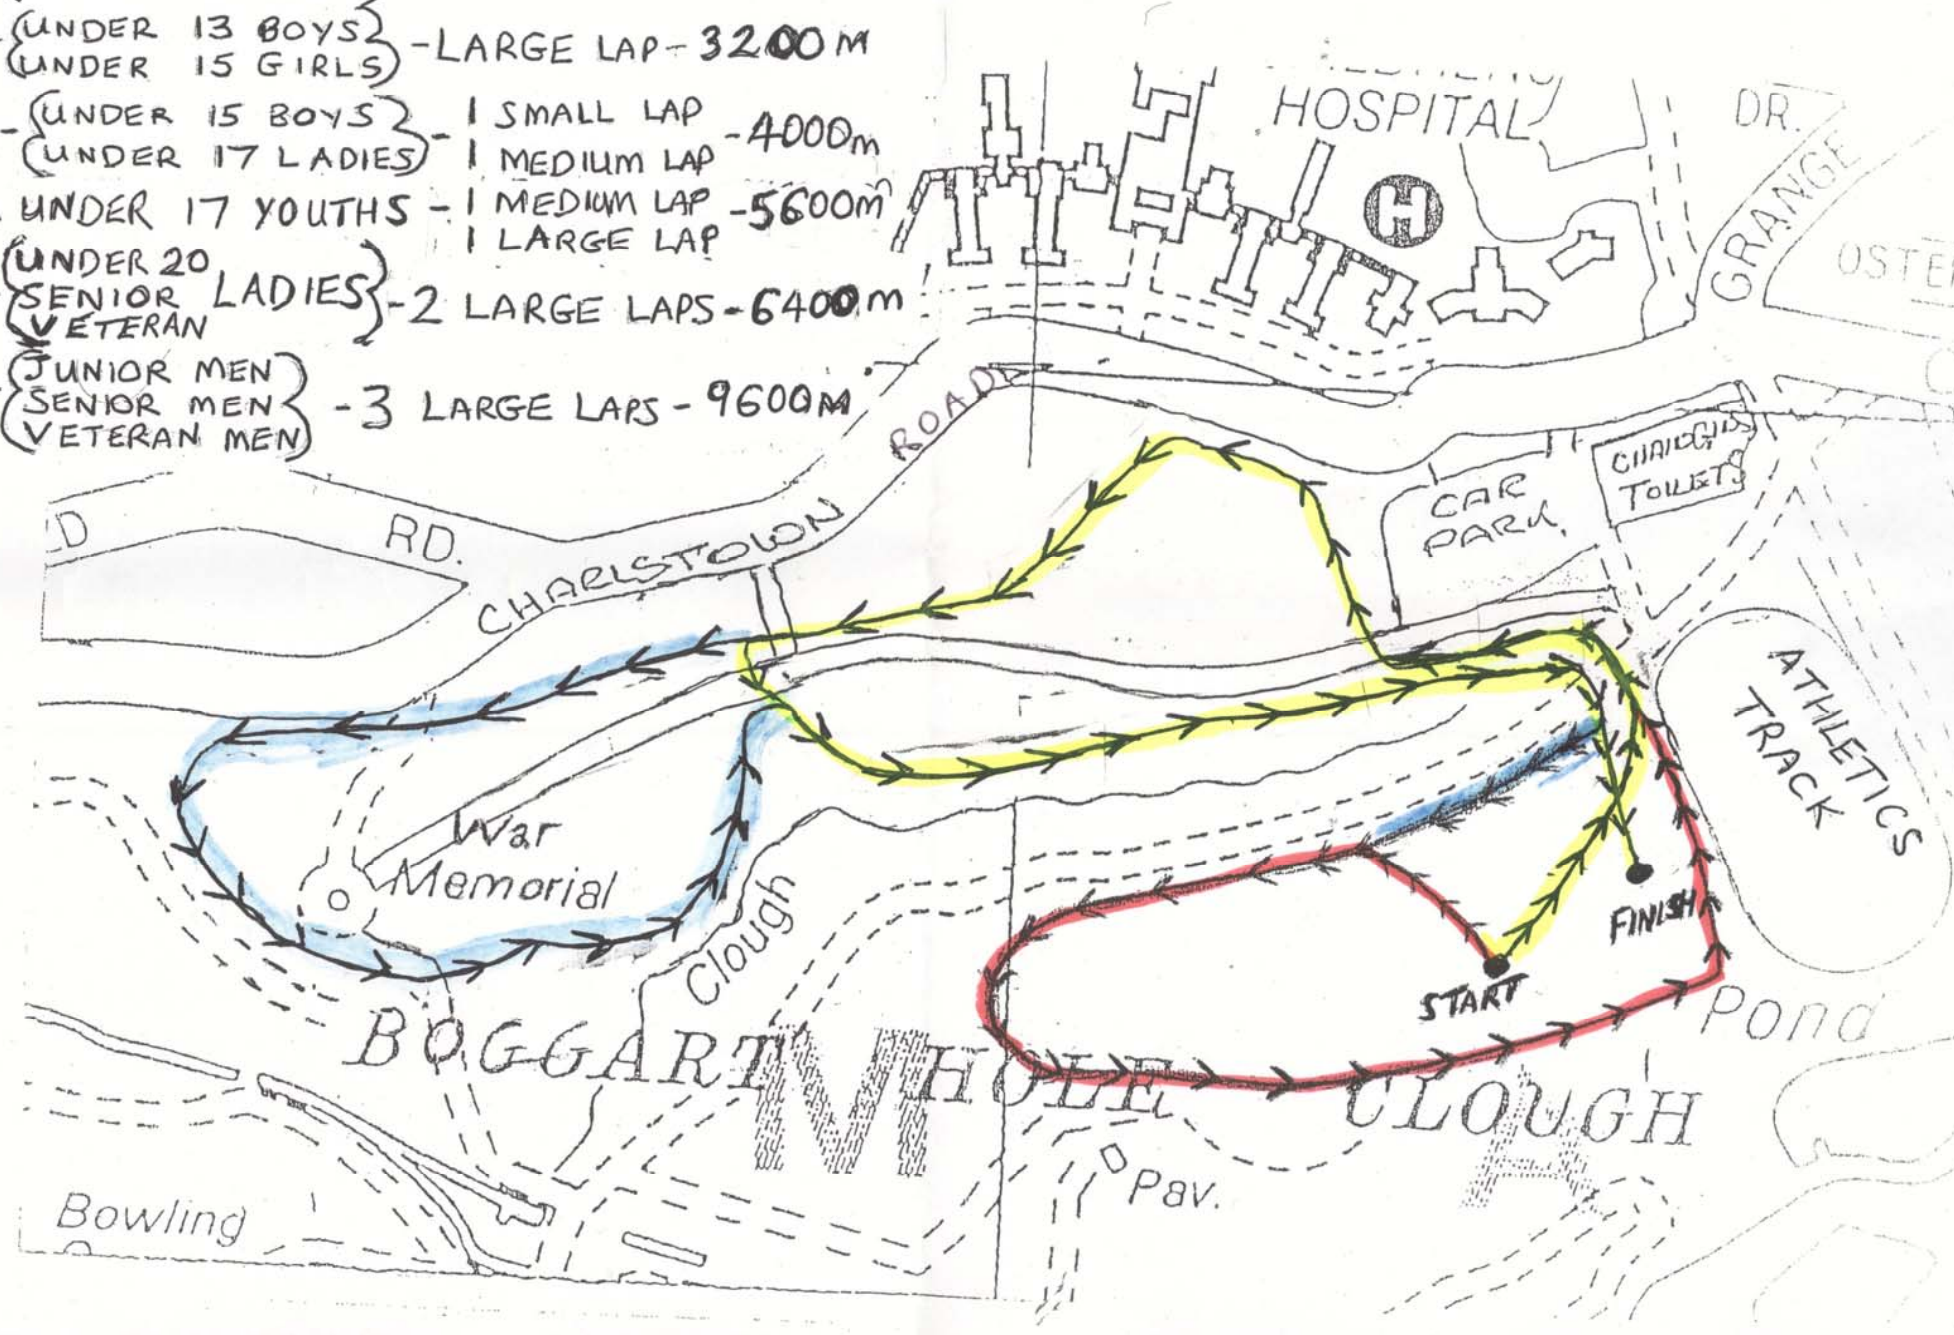 UNDER 13 BOYS
UNDER 15 GIRLS
- LARGE LAP - 3200 M
- UNDER 15 BOYS
UNDER 17 LADIES
- 1 SMALL LAP
1 MEDIUM LAP
- 4000m
UNDER 17 YOUTHS - 1 MEDIUM LAP
1 LARGE LAP
- 5600m
UNDER 20
SENIOR
VETERAN
LADIES
- 2 LARGE LAPS - 6400m
JUNIOR MEN
SENIOR MEN
VETERAN MEN
- 3 LARGE LAPS - 9600M
HOSPITAL
H
DR.
GRANGE
ROAD
CHARLSTOWN
RD.
D
CAR
PARK
TOILETS
ATHLETICS
TRACK
War
Memorial
Clough
FINISH
START
Pond
BOGGART HOLE CLOUGH
M
A
Pav.
Bowling